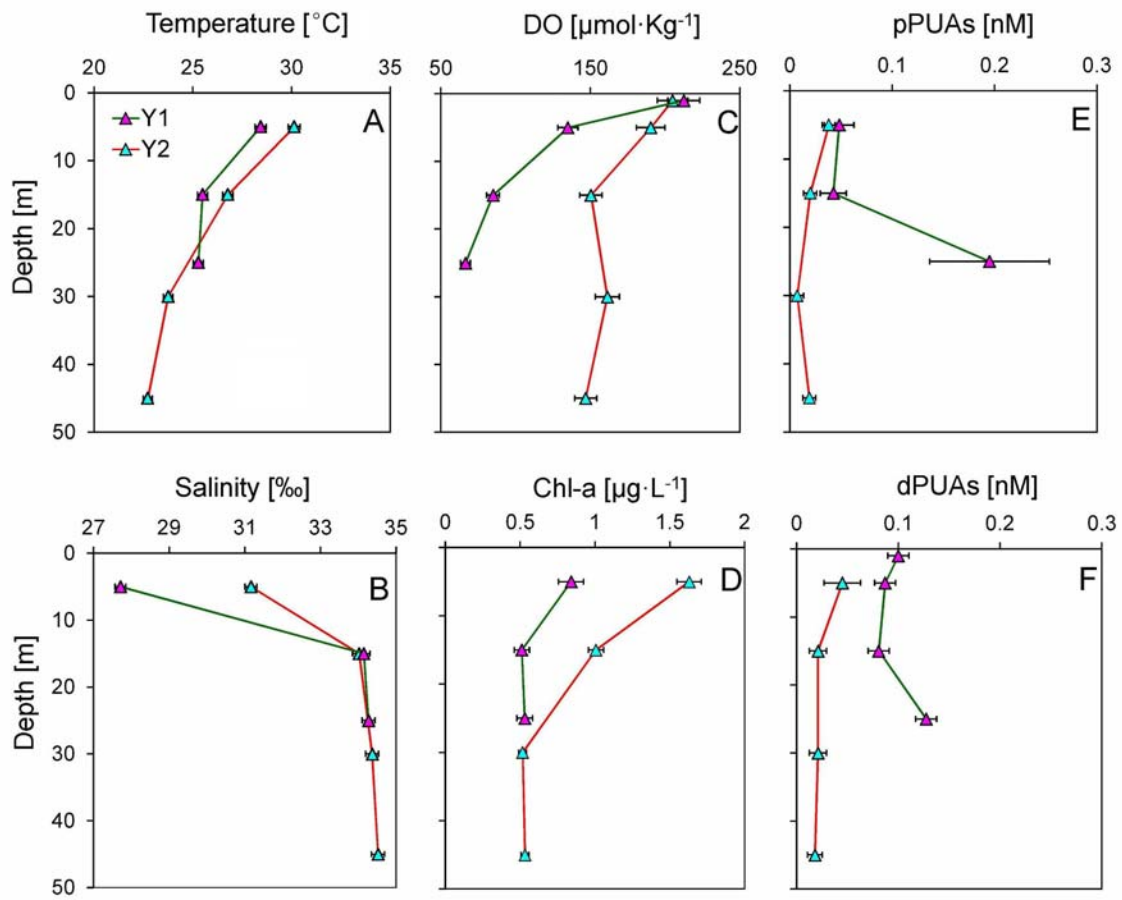 Temperature [°C]
20 25 30 35
DO [µmol·Kg⁻¹]
50 150 250
pPUAs [nM]
0 0.1 0.2 0.3
Depth [m]
0
10
20
30
40
50
Y1
Y2
A
C
E
Salinity [‰]
27 29 31 33 35
Chl-a [µg·L⁻¹]
0 0.5 1 1.5 2
dPUAs [nM]
0 0.1 0.2 0.3
Depth [m]
0
10
20
30
40
50
B
D
F